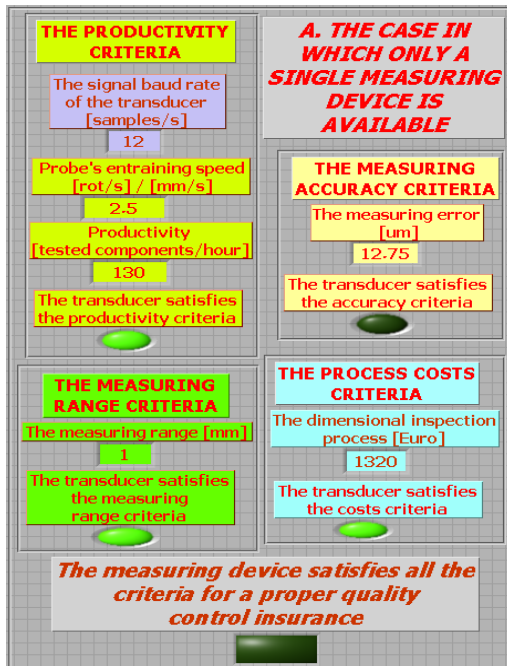 THE PRODUCTIVITY
CRITERIA
The signal baud rate
of the transducer
[samples/s]
12
Probe's entraining speed
[rot/s] / [mm/s]
2.5
Productivity
[tested components/hour]
130
The transducer satisfies
the productivity criteria
A. THE CASE IN
WHICH ONLY A
SINGLE MEASURING
DEVICE IS
AVAILABLE
THE MEASURING
ACCURACY CRITERIA
The measuring error
[um]
12.75
The transducer satisfies
the accuracy criteria
THE MEASURING
RANGE CRITERIA
The measuring range [mm]
1
The transducer satisfies
the measuring
range criteria
THE PROCESS COSTS
CRITERIA
The dimensional inspection
process [Euro]
1320
The transducer satisfies
the costs criteria
The measuring device satisfies all the
criteria for a proper quality
control insurance